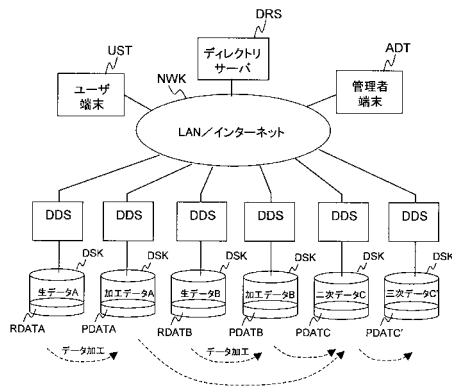 DRS
ディレクトリ
サーバ
UST
ユーザ
端末
NWK
ADT
管理者
端末
LAN／インターネット
DDS
DDS
DDS
DDS
DDS
DDS
DSK
DSK
DSK
DSK
DSK
DSK
生データA
加工データA
生データB
加工データB
二次データC
三次データC'
RDATA
PDATA
RDATB
PDATB
PDATC
PDATC'
データ加工
データ加工